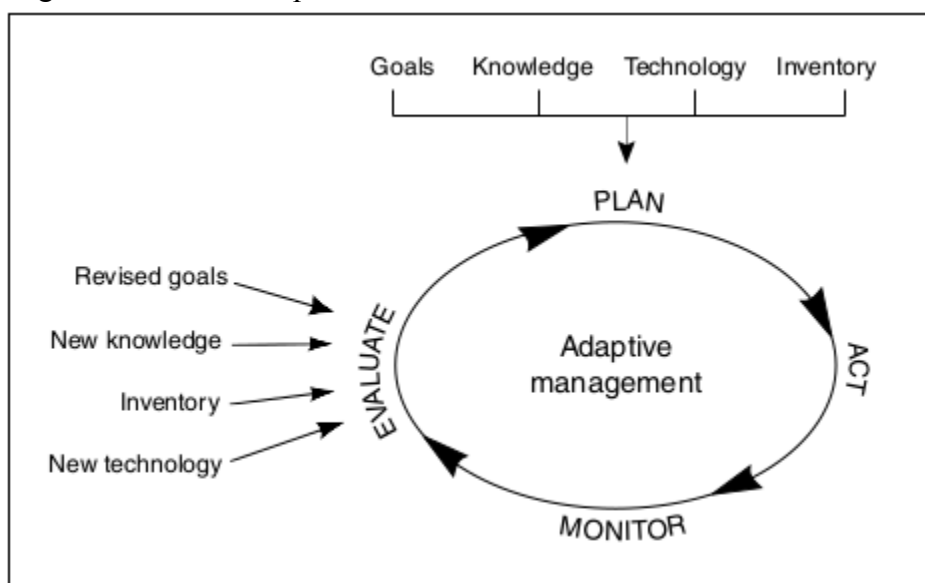 Goals Knowledge Technology Inventory
PLAN
Revised goals
New knowledge
Inventory
New technology
EVALUATE
Adaptive
management
ACT
MONITOR